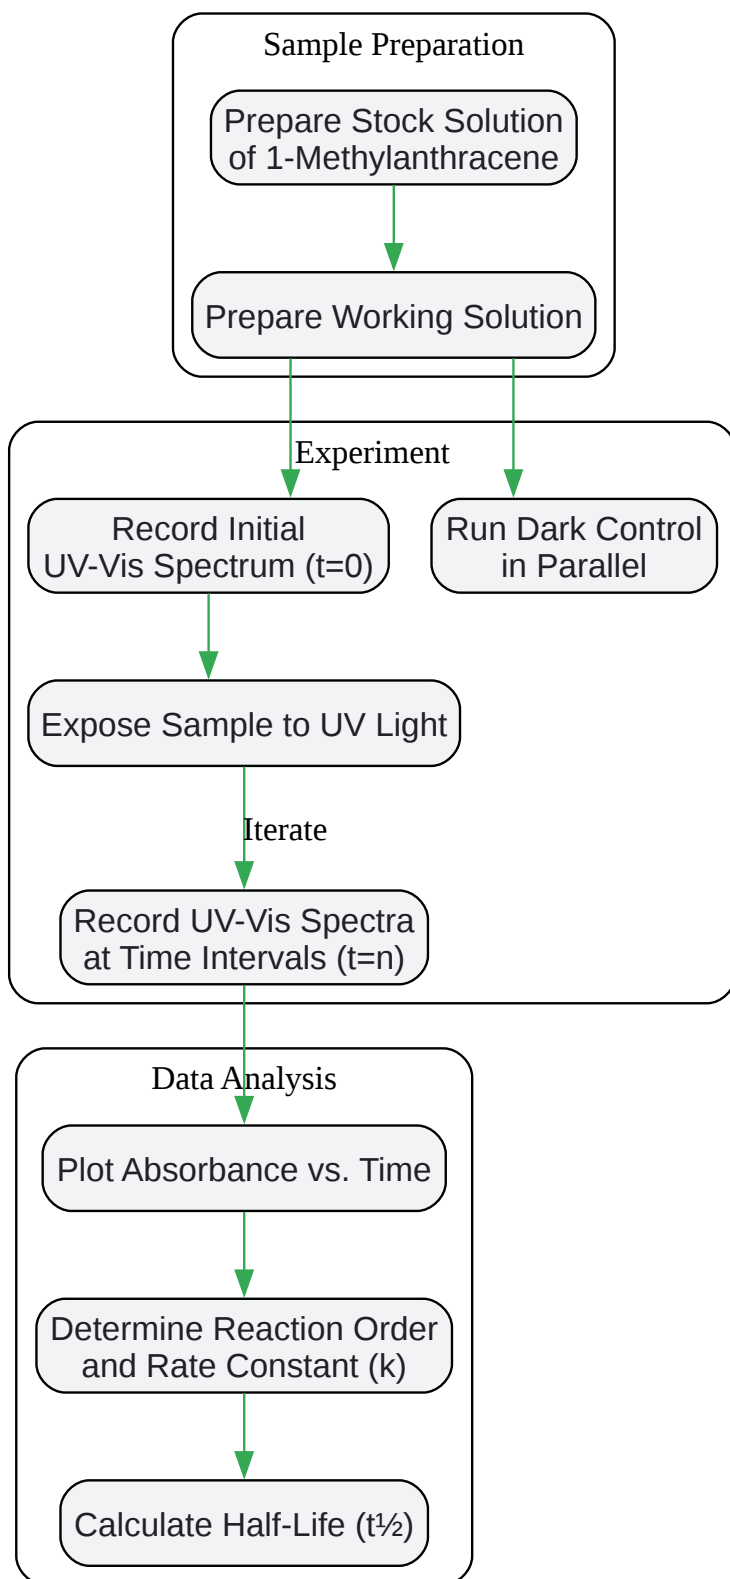 Sample Preparation
Prepare Stock Solution
of 1-Methylanthracene
Prepare Working Solution
Experiment
Record Initial
UV-Vis Spectrum (t=0)
Run Dark Control
in Parallel
Expose Sample to UV Light
Iterate
Record UV-Vis Spectra
at Time Intervals (t=n)
Data Analysis
Plot Absorbance vs. Time
Determine Reaction Order
and Rate Constant (k)
Calculate Half-Life (t½)